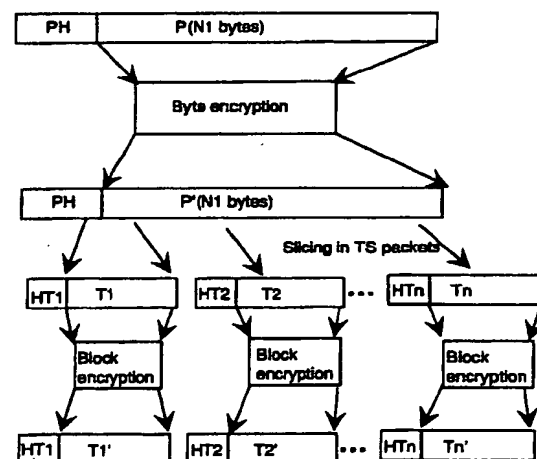 PH P(N1 bytes)
Byte encryption
PH P'(N1 bytes)
Slicing in TS packets
HT1 T1 HT2 T2 ... HTn Tn
Block encryption
Block encryption
Block encryption
HT1 T1' HT2 T2' ... HTn Tn'